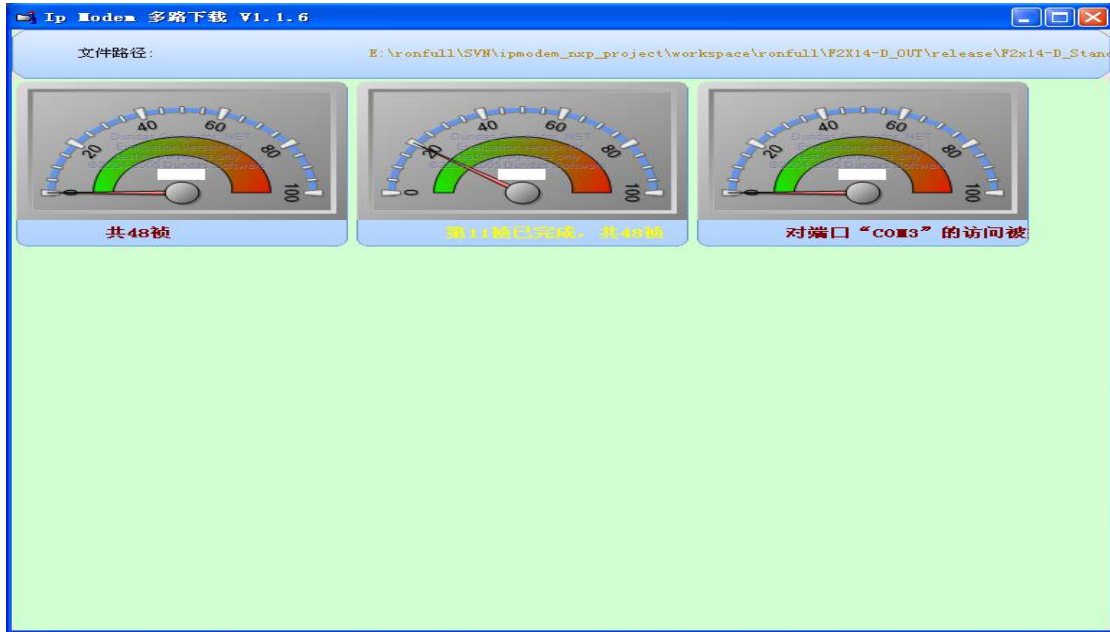 Ip Modem 多路下载 V1.1.6
文件路径:
E:\ronfull\SVN\ipmodem_nxp_project\workspace\ronfull\F2X14-D_OUT\release\F2x14-D_Stand
0 20 40 60 80 100
0 20 40 60 80 100
0 20 40 60 80 100
共48祯
第11祯已完成，共48祯
对端口“COM3”的访问被